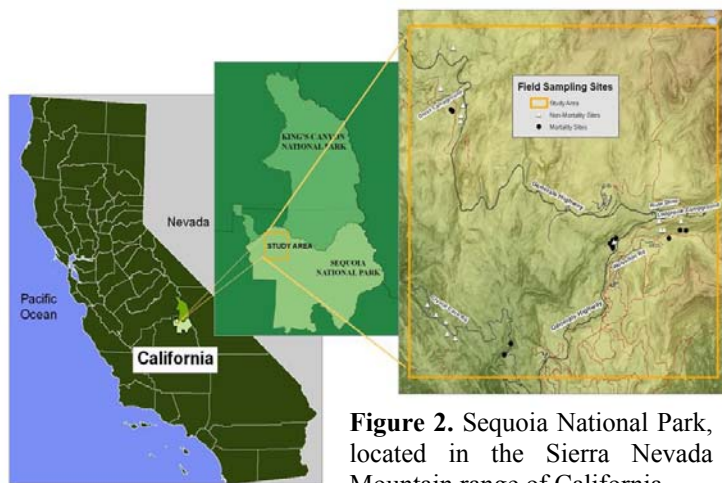 Nevada
Pacific
Ocean
California
KING'S CANYON
NATIONAL PARK
STUDY AREA
SEQUOIA
NATIONAL PARK
Field Sampling Sites
Study Area
Non-Mortality Sites
Mortality Sites
Generals Highway
Generals Highway
Figure 2. Sequoia National Park,
located in the Sierra Nevada
Mountain range of California